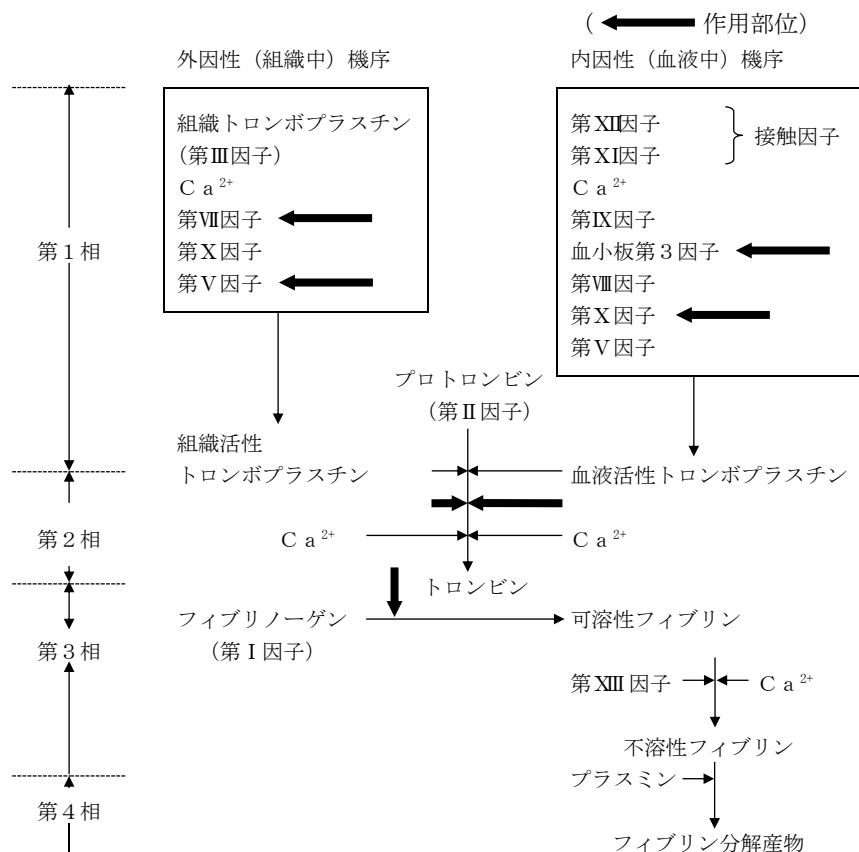 ( 作用部位)
外因性(組織中)機序
内因性(血液中)機序
第1相
組織トロンボプラスチン
(第Ⅲ因子)
Ca²⁺
第Ⅶ因子
第Ⅹ因子
第Ⅴ因子
第Ⅻ因子
第Ⅺ因子
接触因子
Ca²⁺
第Ⅸ因子
血小板第3因子
第Ⅷ因子
第Ⅹ因子
第Ⅴ因子
プロトロンビン
(第Ⅱ因子)
組織活性
トロンボプラスチン
血液活性トロンボプラスチン
第2相
Ca²⁺
Ca²⁺
トロンビン
第3相
フィブリノーゲン
(第Ⅰ因子)
可溶性フィブリン
第XIII因子
Ca²⁺
不溶性フィブリン
プラスミン
第4相
フィブリン分解産物